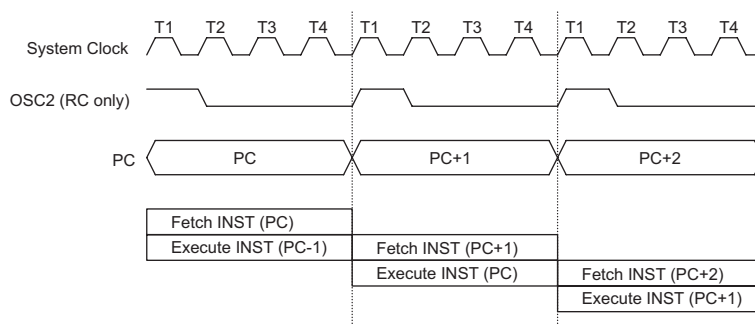 T1 T2 T3 T4 T1 T2 T3 T4 T1 T2 T3 T4
System Clock
OSC2 (RC only)
PC PC PC+1 PC+2
Fetch INST (PC)
Execute INST (PC-1) Fetch INST (PC+1)
Execute INST (PC) Fetch INST (PC+2)
Execute INST (PC+1)